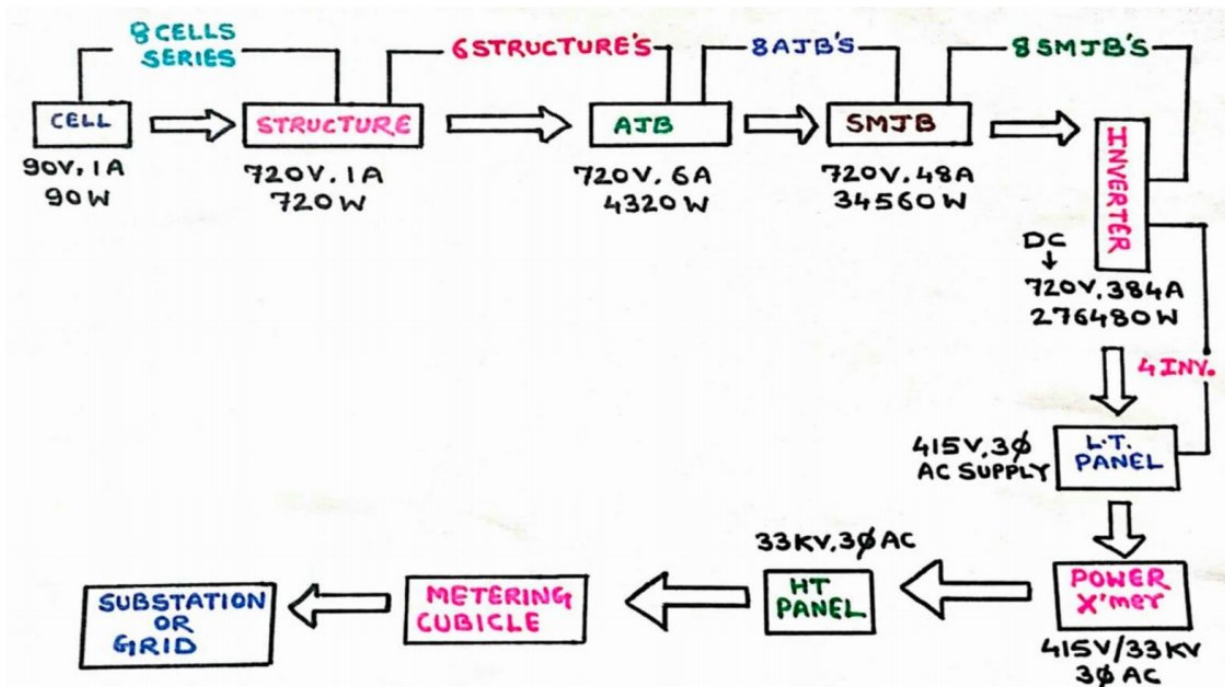 8 CELLS
SERIES
6 STRUCTURE'S
8 AJB'S
8 SMJB'S
CELL
STRUCTURE
AJB
SMJB
INVERTER
90V, 1A
90W
720V, 1A
720W
720V, 6A
4320W
720V, 48A
34560W
DC
720V, 384A
276480W
4 INV.
415V, 3Ø
AC SUPPLY
L.T.
PANEL
33KV, 3Ø AC
SUBSTATION
OR
GRID
METERING
CUBICLE
HT
PANEL
POWER
X'mer
415V/33KV
3Ø AC